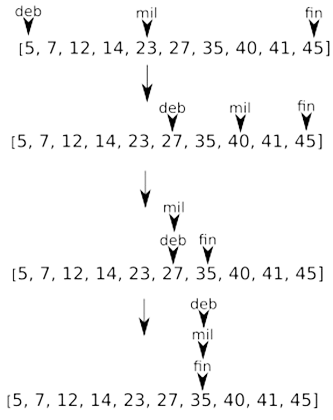 deb mil fin
[5, 7, 12, 14, 23, 27, 35, 40, 41, 45]
deb mil fin
[5, 7, 12, 14, 23, 27, 35, 40, 41, 45]
mil
deb fin
[5, 7, 12, 14, 23, 27, 35, 40, 41, 45]
deb
mil
fin
[5, 7, 12, 14, 23, 27, 35, 40, 41, 45]